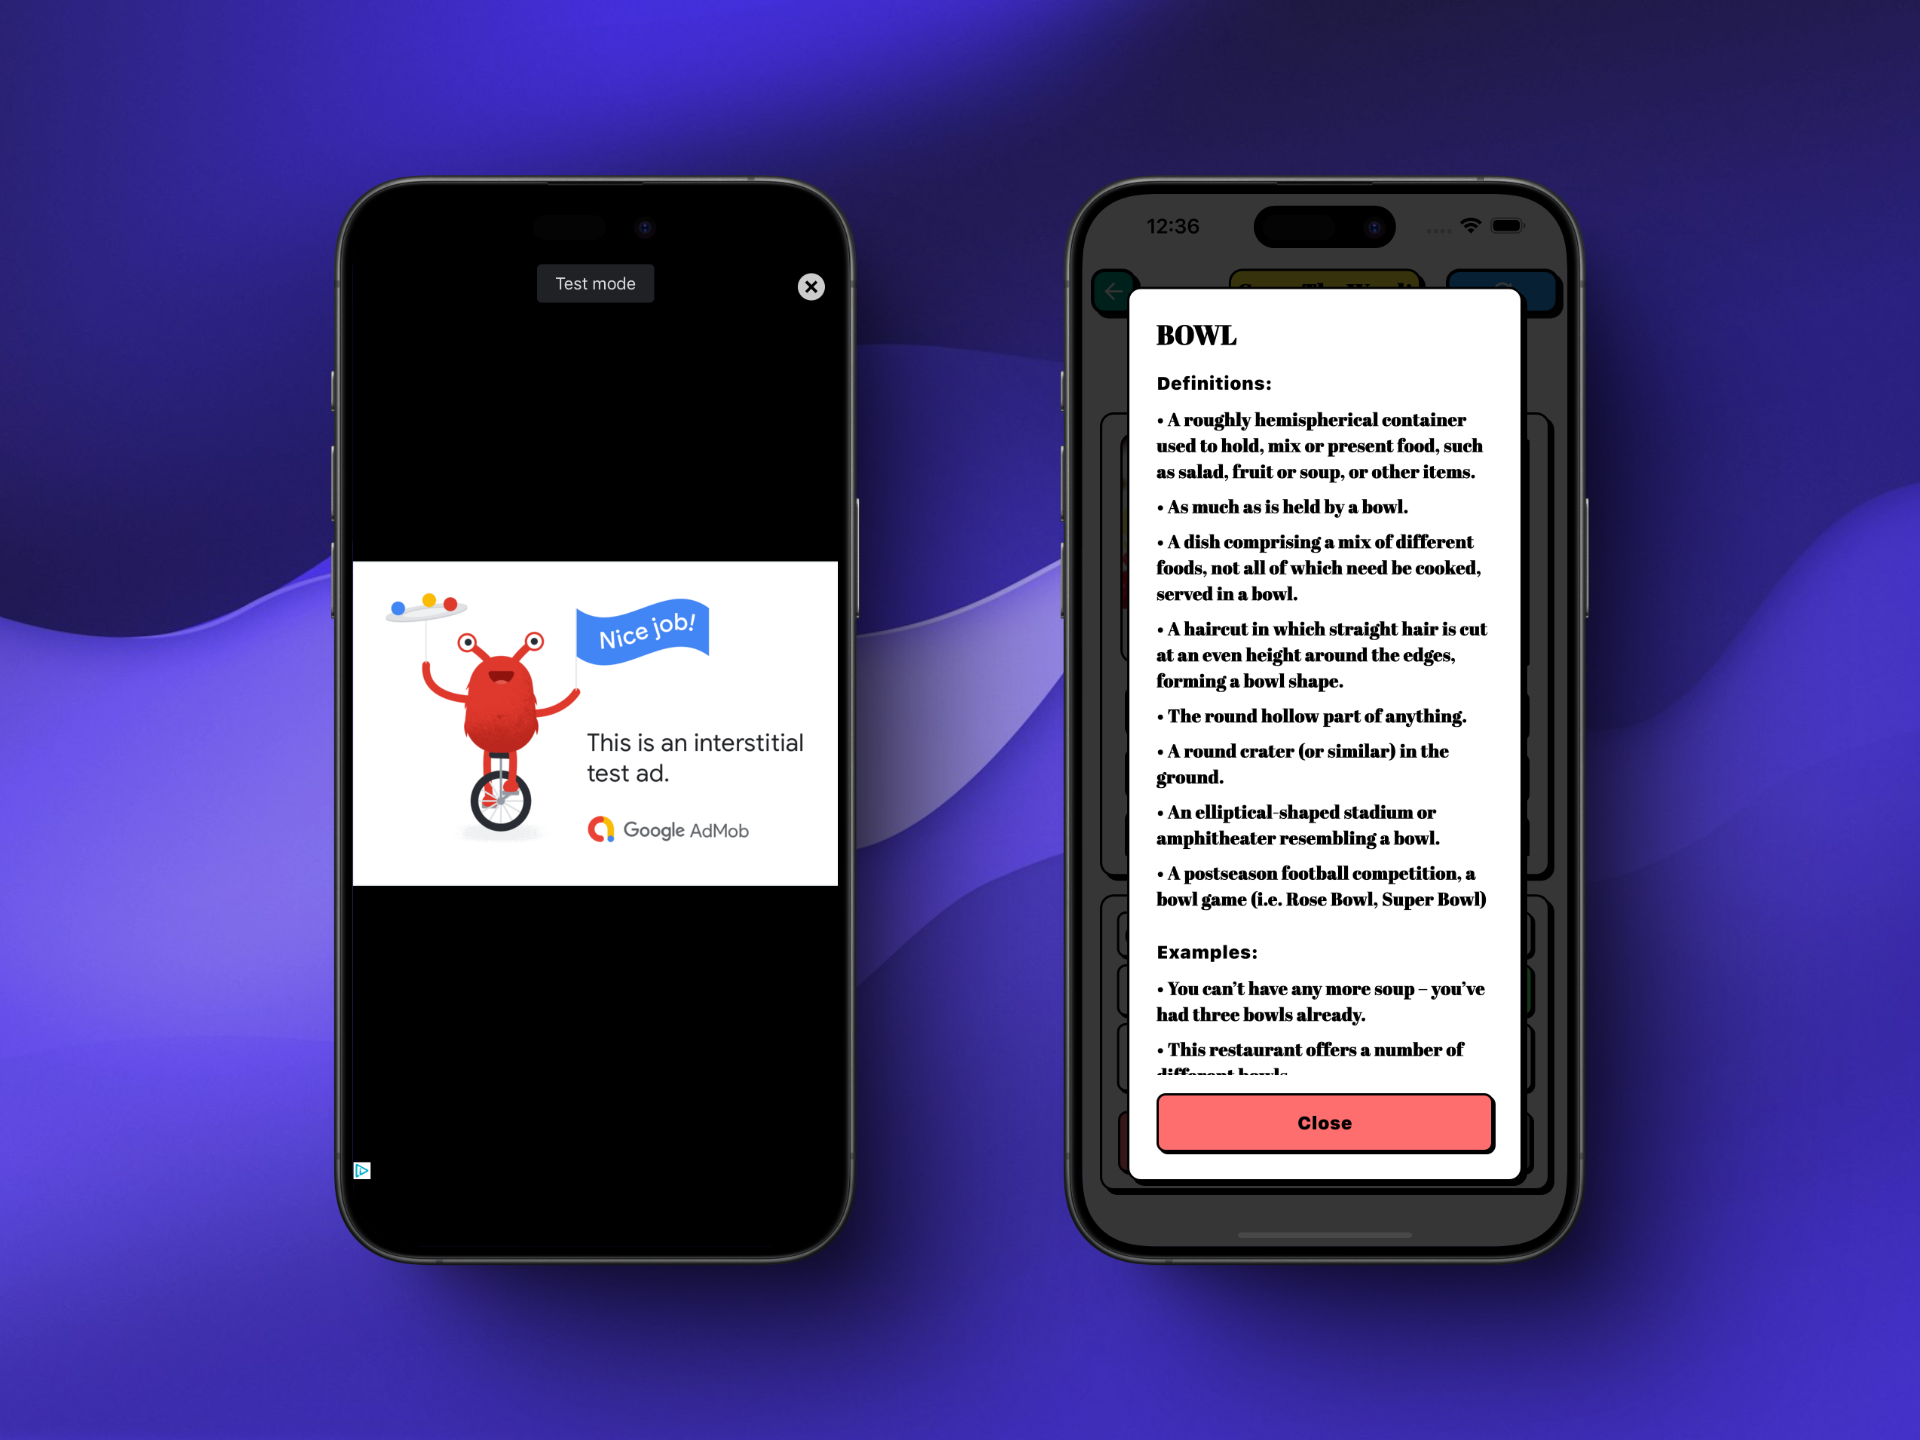 Test mode
Nice job!
This is an interstitial
test ad.
Google AdMob
12:36
BOWL
Definitions:
• A roughly hemispherical container
used to hold, mix or present food, such
as salad, fruit or soup, or other items.
• As much as is held by a bowl.
• A dish comprising a mix of different
foods, not all of which need be cooked,
served in a bowl.
• A haircut in which straight hair is cut
at an even height around the edges,
forming a bowl shape.
• The round hollow part of anything.
• A round crater (or similar) in the
ground.
• An elliptical-shaped stadium or
amphitheater resembling a bowl.
• A postseason football competition, a
bowl game (i.e. Rose Bowl, Super Bowl)
Examples:
• You can’t have any more soup – you’ve
had three bowls already.
• This restaurant offers a number of
different bowls
Close